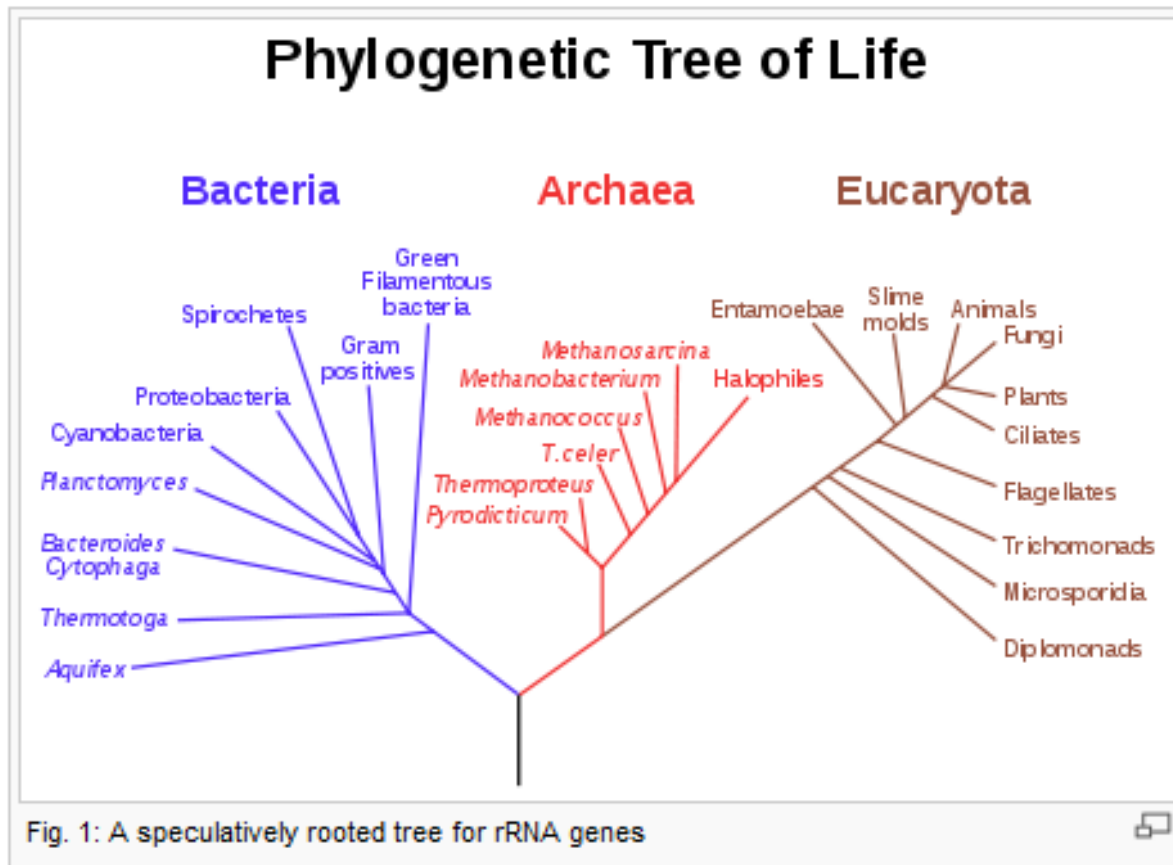 Phylogenetic Tree of Life
Bacteria
Archaea
Eucaryota
Green
Filamentous
bacteria
Spirochetes
Gram
positives
Proteobacteria
Cyanobacteria
Planctomyces
Bacteroides
Cytophaga
Thermotoga
Aquifex
Methanosarcina
Methanobacterium
Halophiles
Methanococcus
T.celer
Thermoproteus
Pyrodicticum
Entamoebae
Slime
molds
Animals
Fungi
Plants
Ciliates
Flagellates
Trichomonads
Microsporidia
Diplomonads
Fig. 1: A speculatively rooted tree for rRNA genes